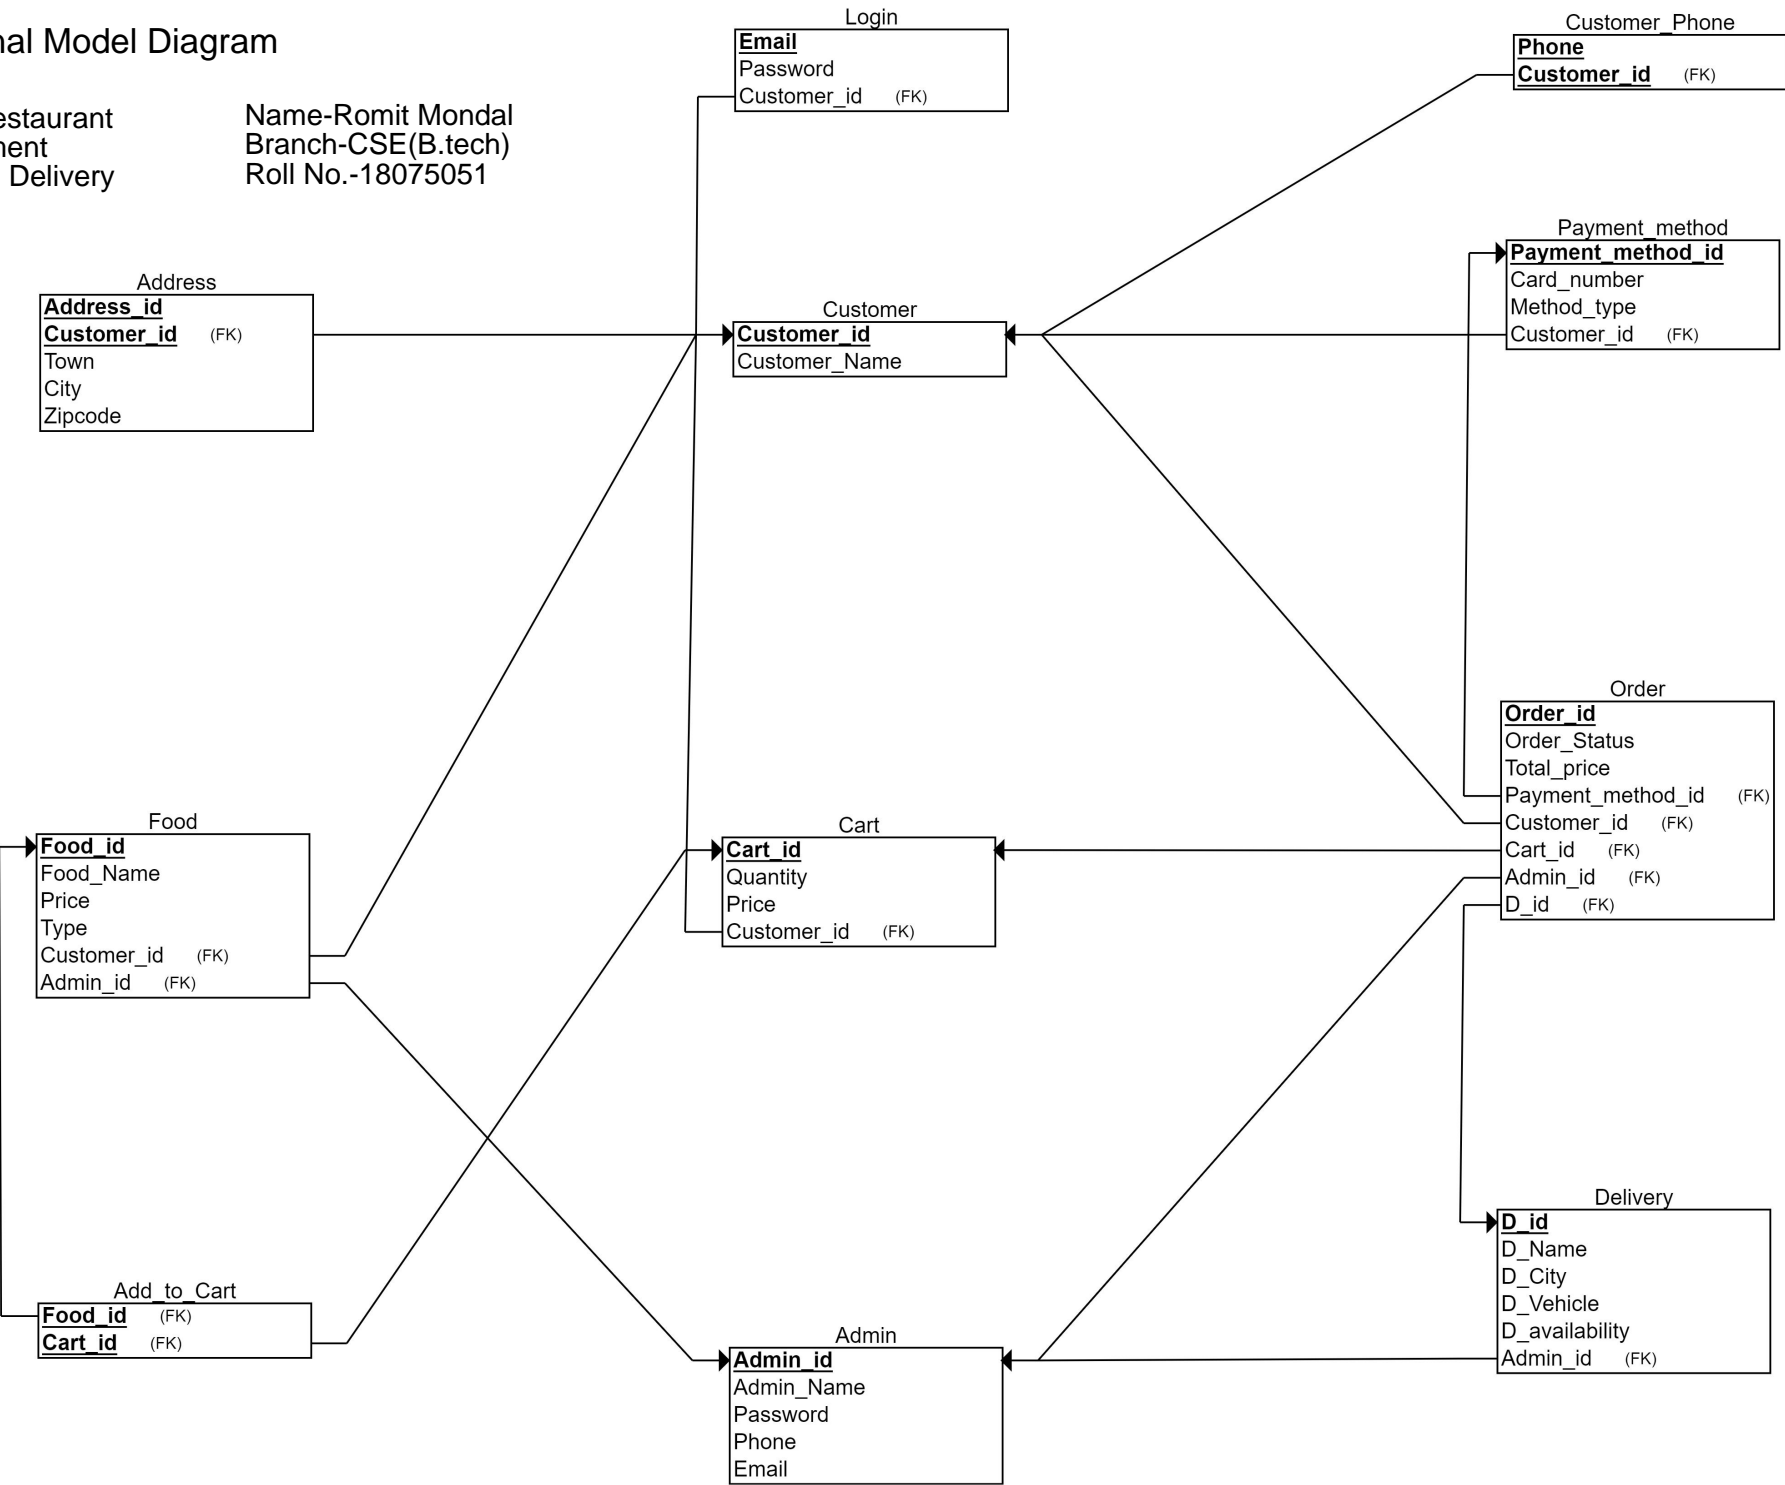 nal Model Diagram
estaurant
nent
Delivery
Name-Romit Mondal
Branch-CSE(B.tech)
Roll No.-18075051
Login
Email
Password
Customer_id (FK)
Customer_Phone
Phone
Customer_id (FK)
Payment_method
Payment_method_id
Card_number
Method_type
Customer_id (FK)
Address
Address_id
Customer_id (FK)
Town
City
Zipcode
Customer
Customer_id
Customer_Name
Order
Order_id
Order_Status
Total_price
Payment_method_id (FK)
Customer_id (FK)
Cart_id (FK)
Admin_id (FK)
D_id (FK)
Food
Food_id
Food_Name
Price
Type
Customer_id (FK)
Admin_id (FK)
Cart
Cart_id
Quantity
Price
Customer_id (FK)
Delivery
D_id
D_Name
D_City
D_Vehicle
D_availability
Admin_id (FK)
Add_to_Cart
Food_id (FK)
Cart_id (FK)
Admin
Admin_id
Admin_Name
Password
Phone
Email